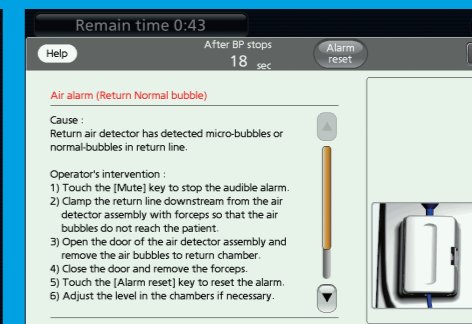 Remain time 0:43
Help
After BP stops
18 sec
Alarm
reset
Air alarm (Return Normal bubble)
Cause :
Return air detector has detected micro-bubbles or
normal-bubbles in return line.
Operator's intervention :
1) Touch the [Mute] key to stop the audible alarm.
2) Clamp the return line downstream from the air
detector assembly with forceps so that the air
bubbles do not reach the patient.
3) Open the door of the air detector assembly and
remove the air bubbles to return chamber.
4) Close the door and remove the forceps.
5) Touch the [Alarm reset] key to reset the alarm.
6) Adjust the level in the chambers if necessary.